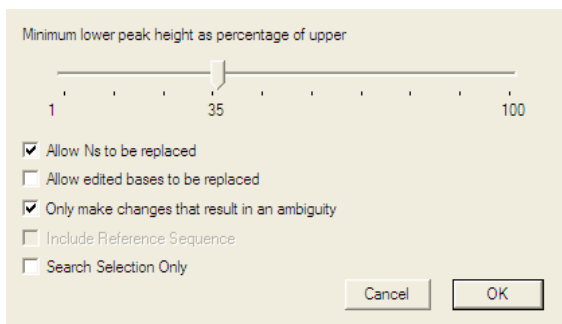 Minimum lower peak height as percentage of upper
1 35 100
Allow Ns to be replaced
Allow edited bases to be replaced
Only make changes that result in an ambiguity
Include Reference Sequence
Search Selection Only
Cancel OK